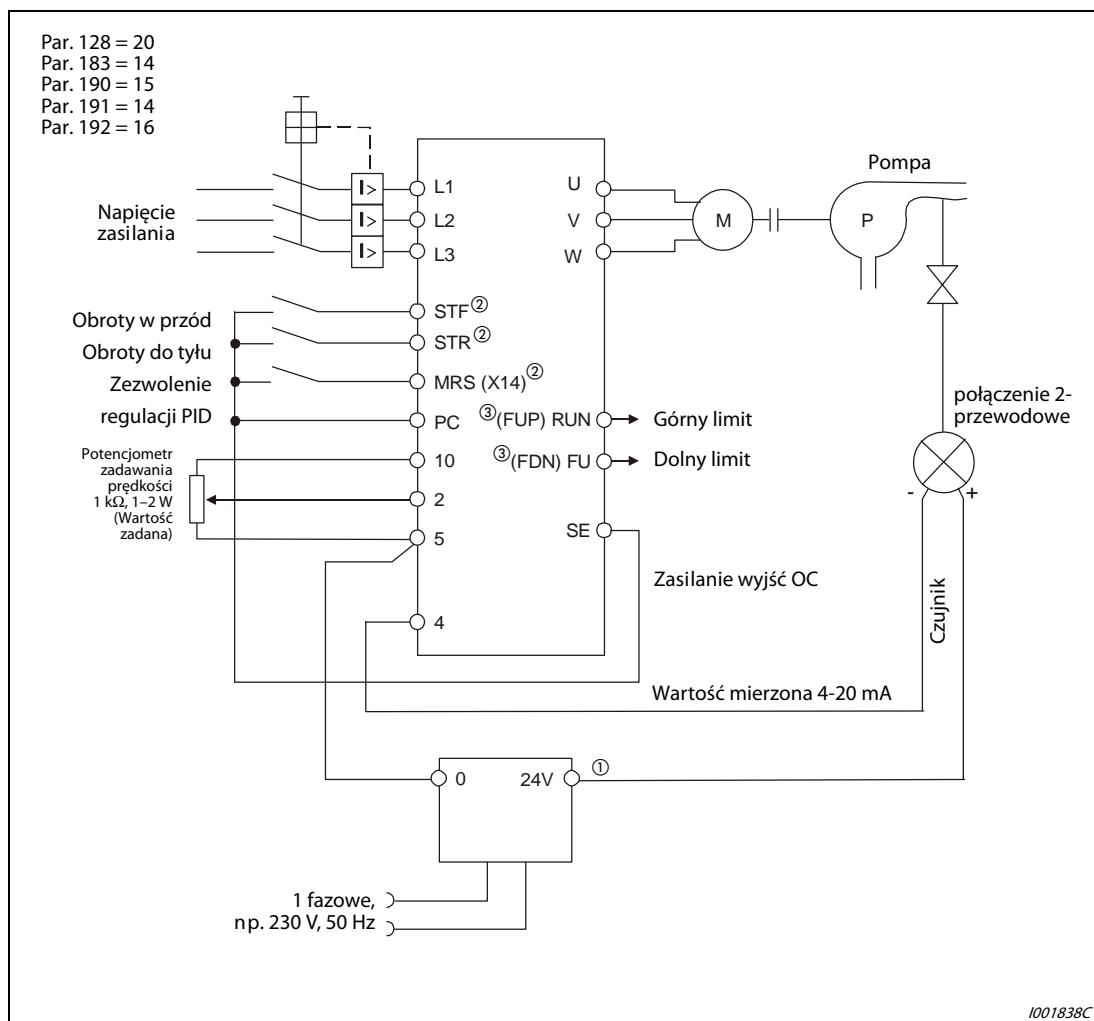 Par. 128 = 20
Par. 183 = 14
Par. 190 = 15
Par. 191 = 14
Par. 192 = 16
Napięcie
zasilania
I>
I>
I>
L1
L2
L3
U
V
W
M
P
Pompa
Obroty w przód
Obroty do tyłu
Zezwolenie
regulacji PID
STF②
STR②
MRS (X14)②
PC
10
2
5
4
③(FUP) RUN
Górny limit
③(FDN) FU
Dolny limit
SE
Potencjometr
zadawania
prędkości
1 kΩ, 1–2 W
(Wartość
zadana)
połączenie 2-
przewodowe
- +
Czujnik
Zasilanie wyjść OC
Wartość mierzona 4-20 mA
0
24V
①
1 fazowe,
np. 230 V, 50 Hz
I001838C